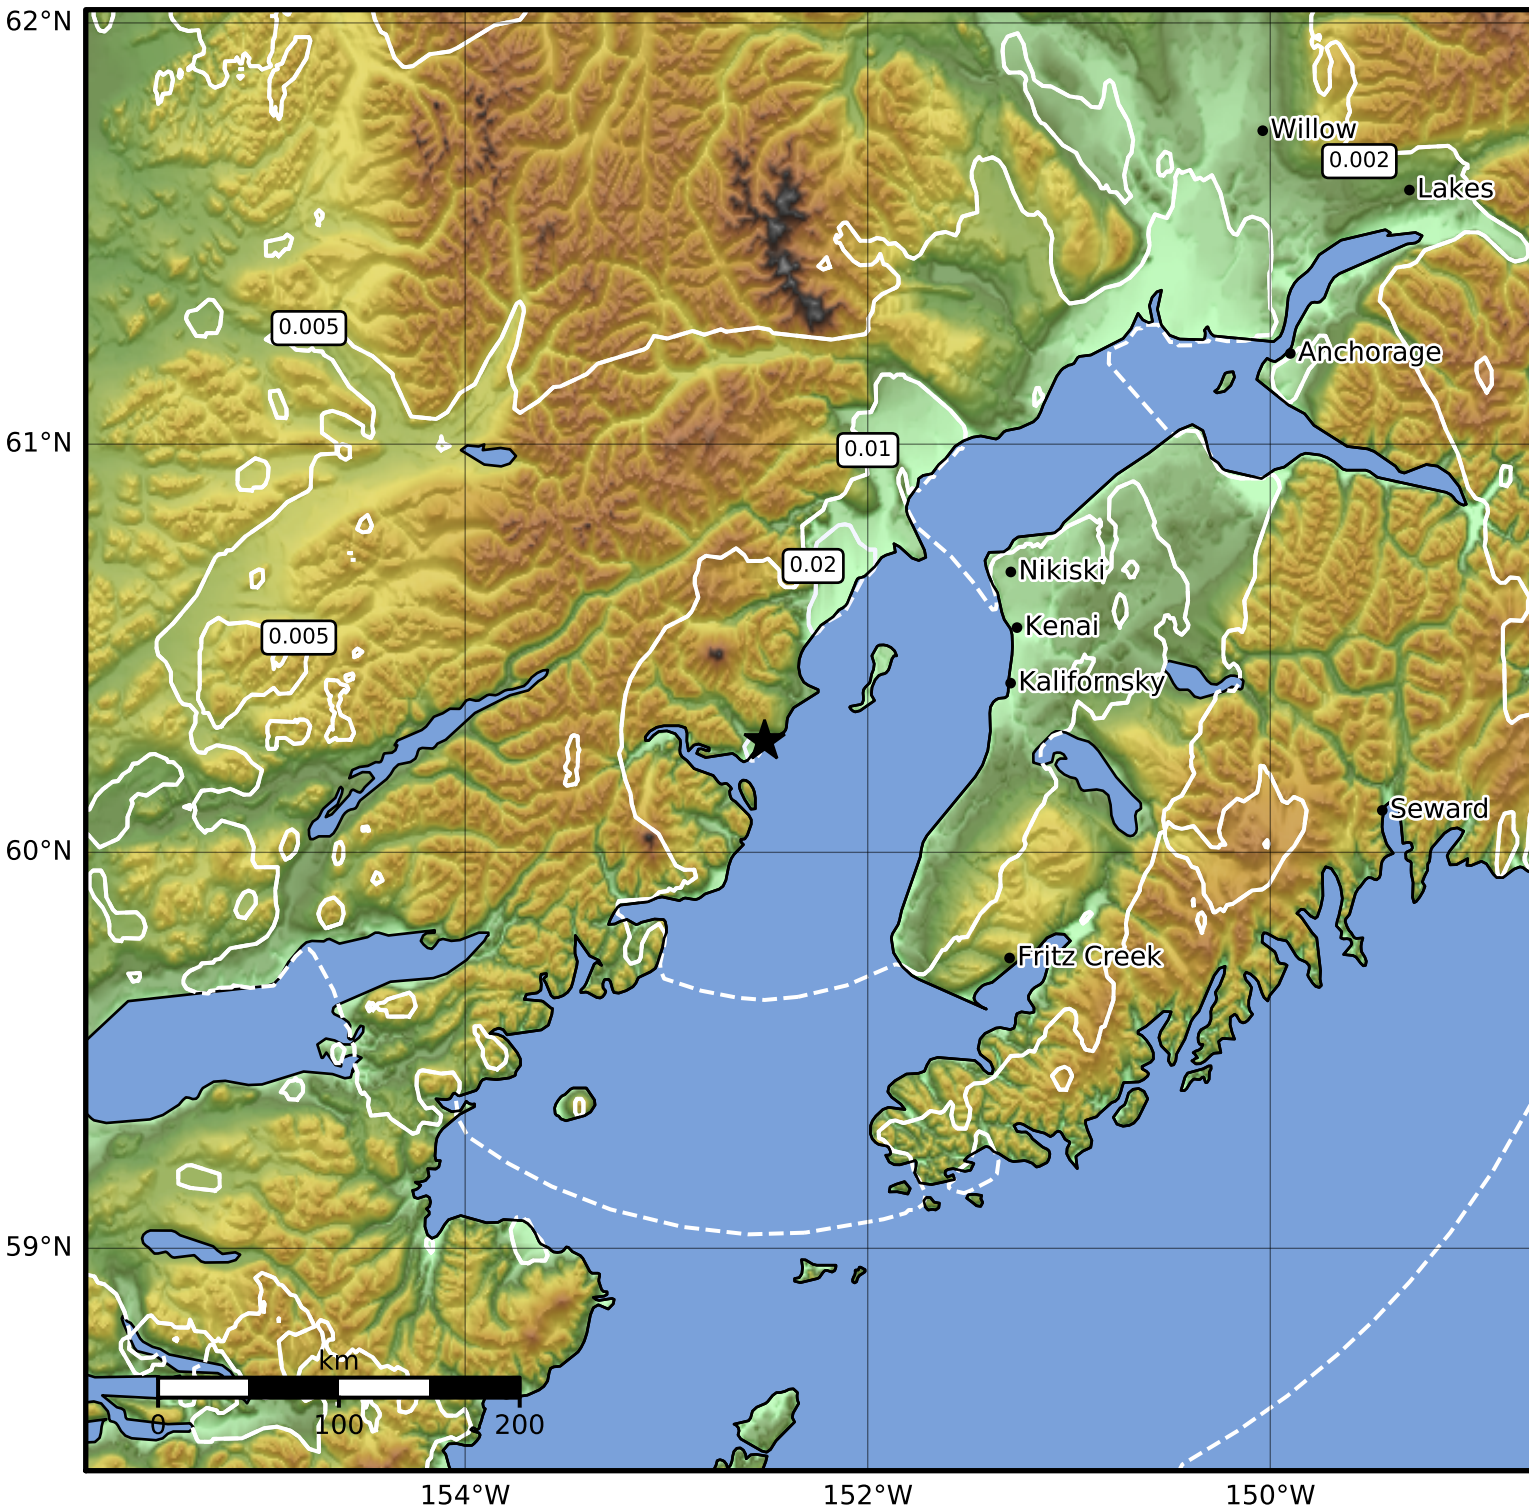 62°N
Willow
0.002
Lakes
0.005
Anchorage
61°N
0.01
0.02
Nikiski
Kenai
0.005
Kalifornsky
Seward
60°N
Fritz Creek
59°N
km
0 100 200
154°W 152°W 150°W